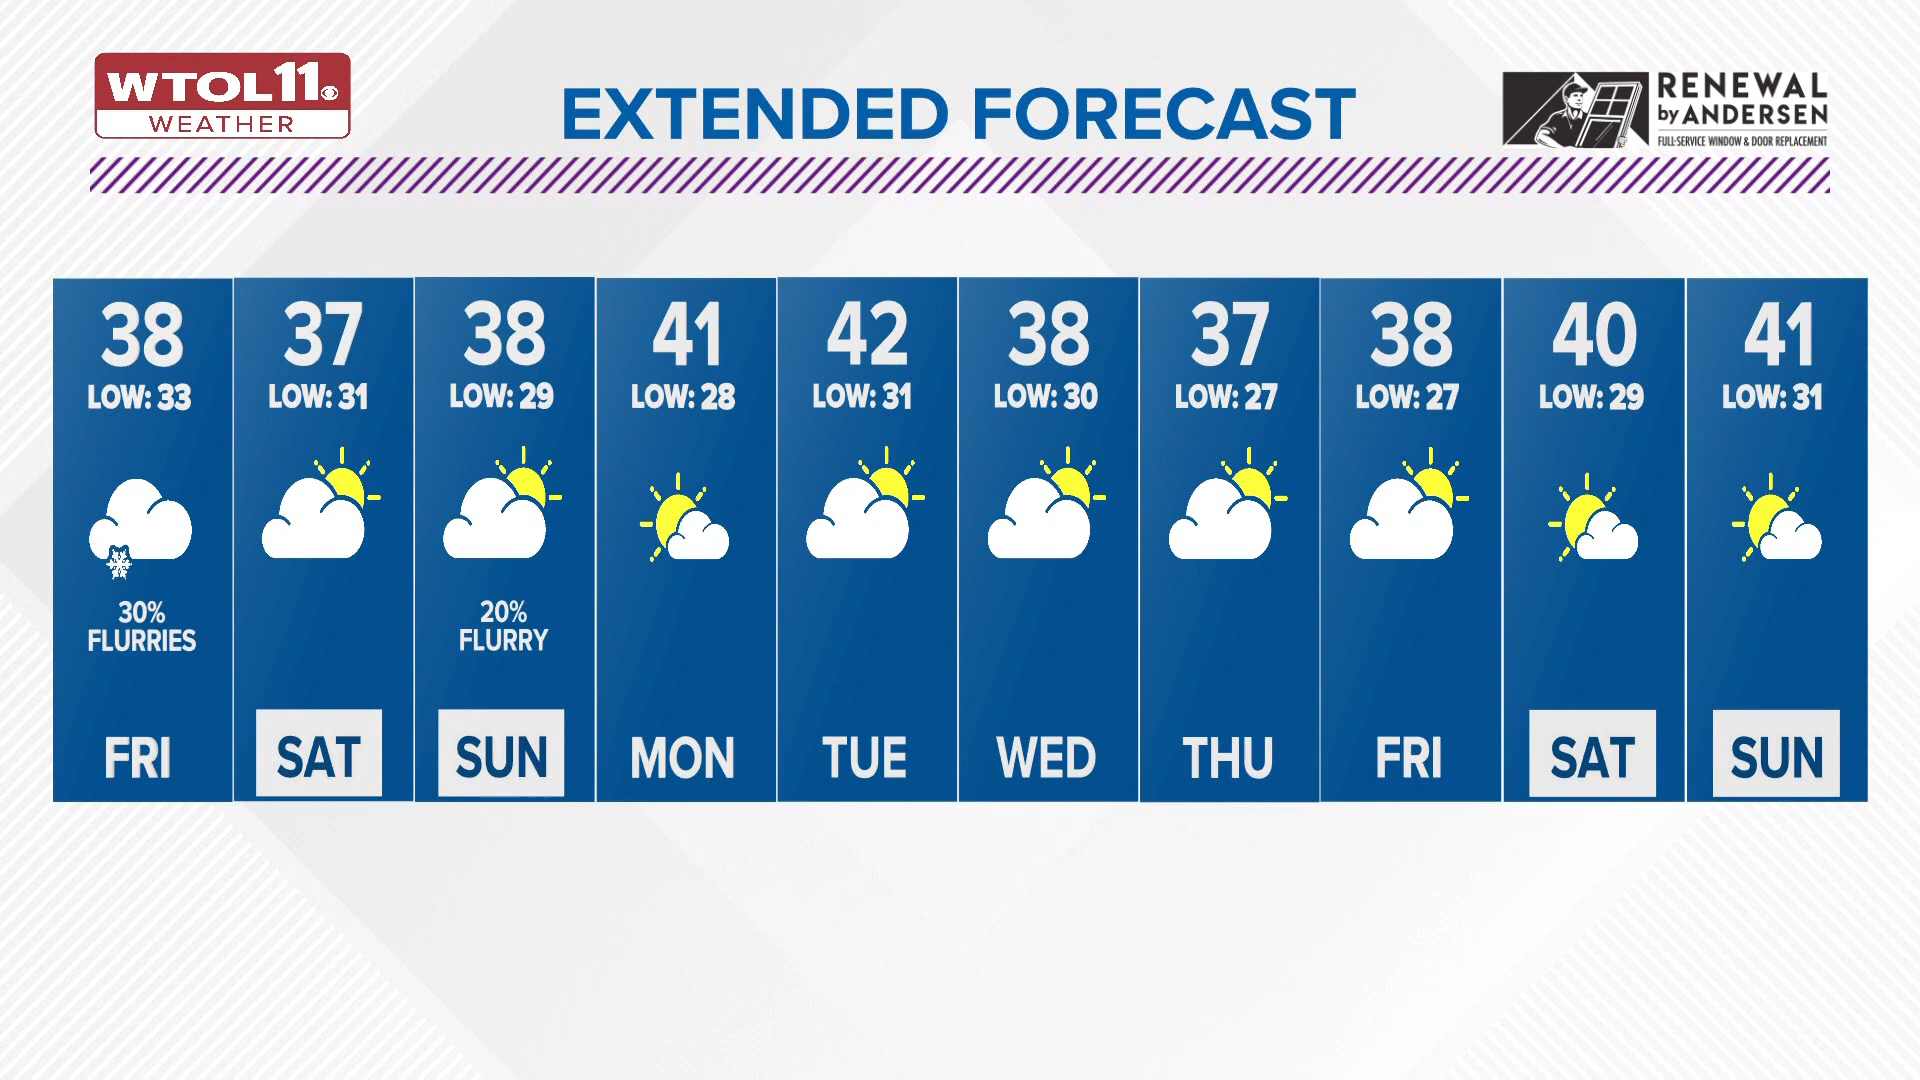 WTOL 11
WEATHER
EXTENDED FORECAST
RENEWAL
by ANDERSEN
FULL-SERVICE WINDOW & DOOR REPLACEMENT
38
LOW: 33
30%
FLURRIES
FRI
37
LOW: 31
SAT
38
LOW: 29
20%
FLURRY
SUN
41
LOW: 28
MON
42
LOW: 31
TUE
38
LOW: 30
WED
37
LOW: 27
THU
38
LOW: 27
FRI
40
LOW: 29
SAT
41
LOW: 31
SUN